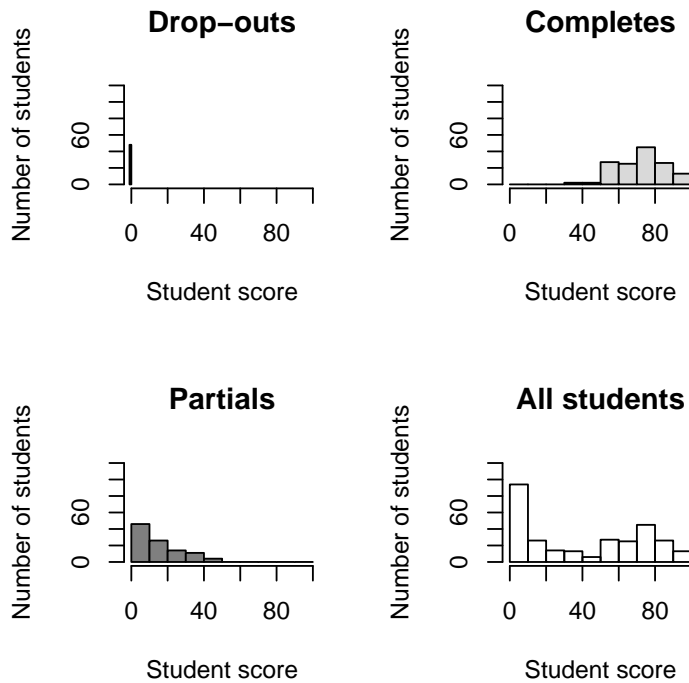 Drop−outs
Number of students
0 60
0 40 80
Student score
Completes
Number of students
0 60
0 40 80
Student score
Partials
Number of students
0 60
0 40 80
Student score
All students
Number of students
0 60
0 40 80
Student score